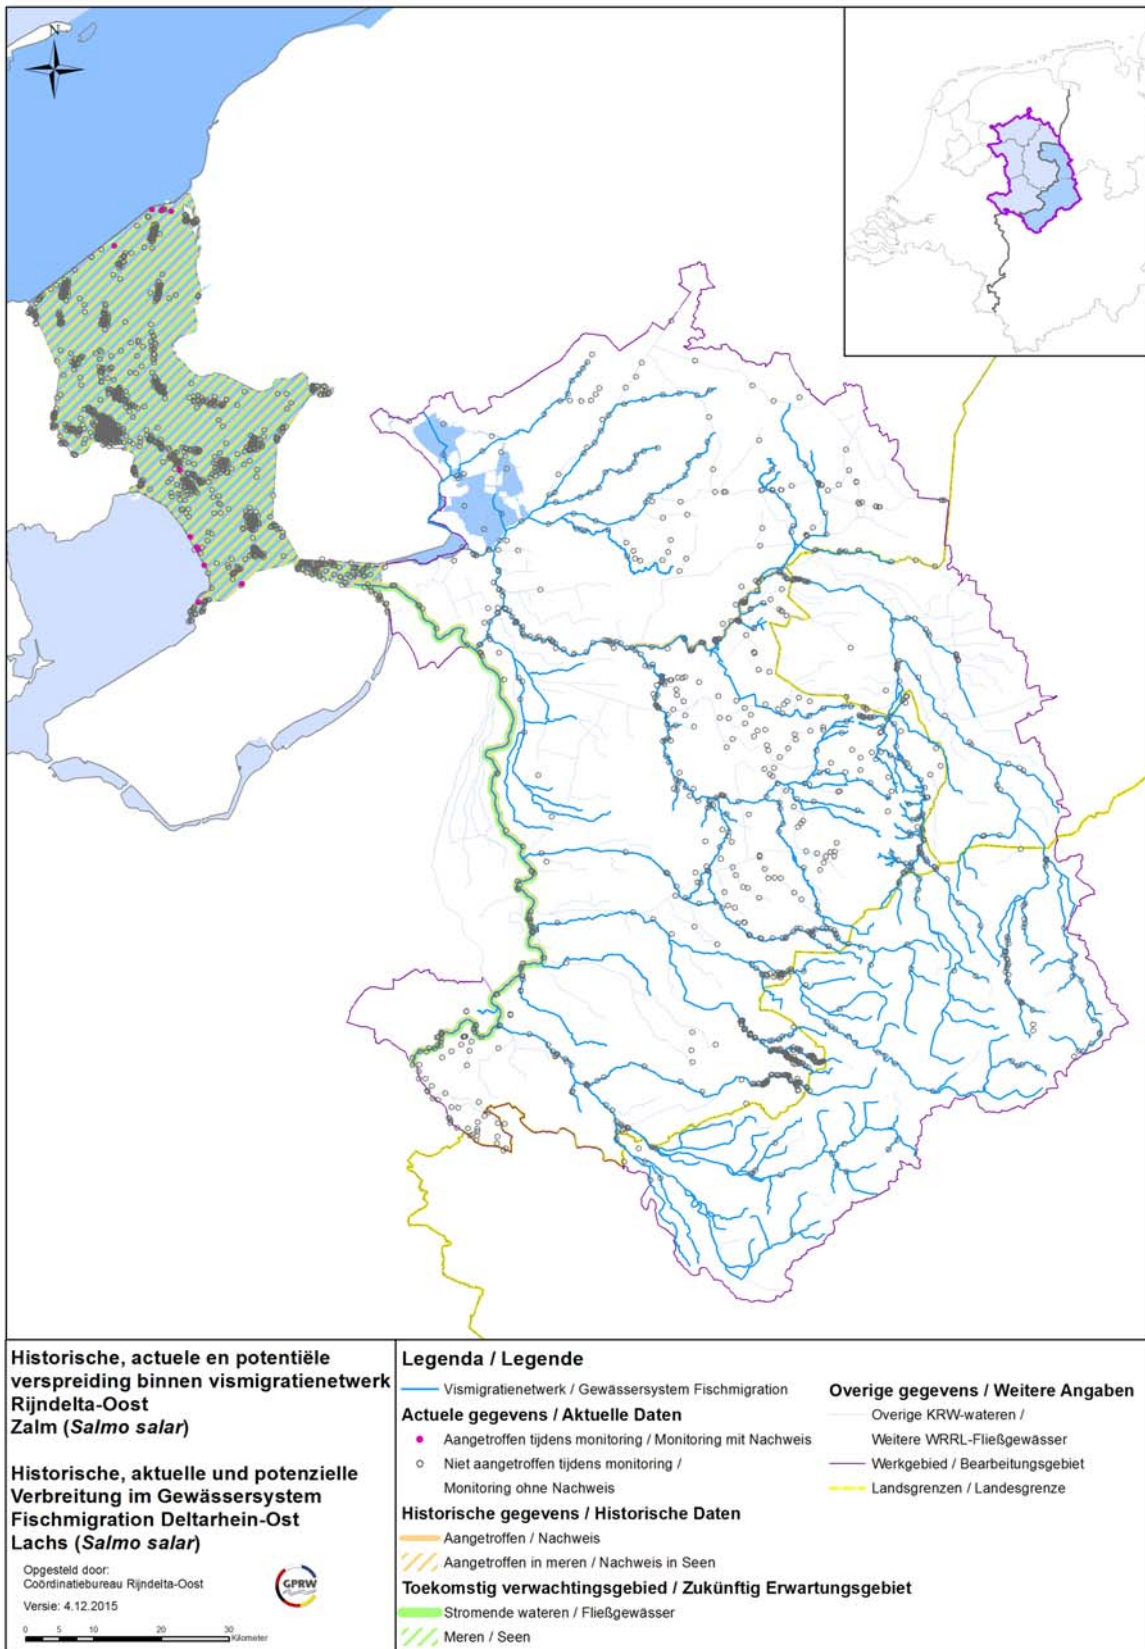 N
Historische, actuele en potentiële
verspreiding binnen vismigratienetwerk
Rijndelta-Oost
Zalm (Salmo salar)
Historische, aktuelle und potenzielle
Verbreitung im Gewässersystem
Fischmigration Deltarhein-Ost
Lachs (Salmo salar)
Opgesteld door:
Coördinatiebureau Rijndelta-Oost
Versie: 4.12.2015
GPRW
0 5 10 20 30
Kilometer
Legenda / Legende
Vismigratienetwerk / Gewässersystem Fischmigration
Actuele gegevens / Aktuelle Daten
Aangetroffen tijdens monitoring / Monitoring mit Nachweis
Niet aangetroffen tijdens monitoring /
Monitoring ohne Nachweis
Historische gegevens / Historische Daten
Aangetroffen / Nachweis
Aangetroffen in meren / Nachweis in Seen
Toekomstig verwachtingsgebied / Zukünftig Erwartungsgebiet
Stromende wateren / Fließgewässer
Meren / Seen
Overige gegevens / Weitere Angaben
Overige KRW-wateren /
Weitere WRRL-Fließgewässer
Werkgebied / Bearbeitungsgebiet
Landsgrenzen / Landesgrenze